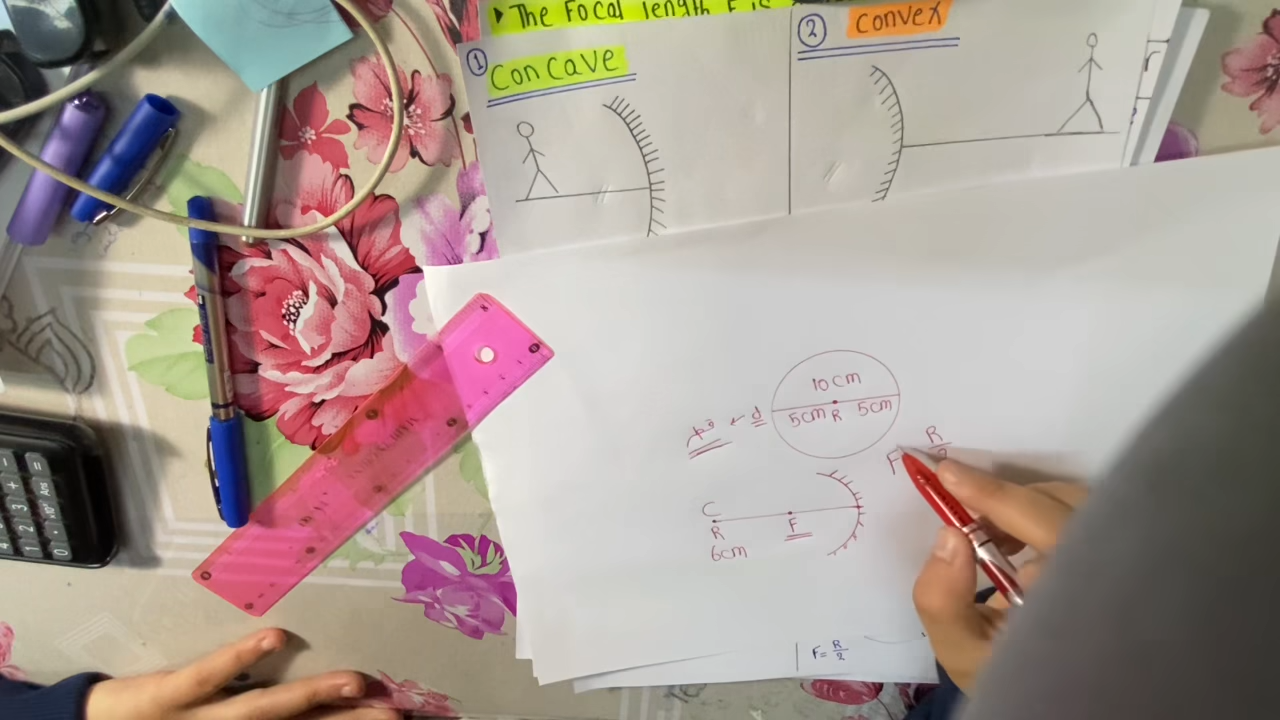 ▸ The Focal length F is
① Concave
② Convex
10cm
5cm R 5cm
d
F R
C
R
6cm
F
F = R/2